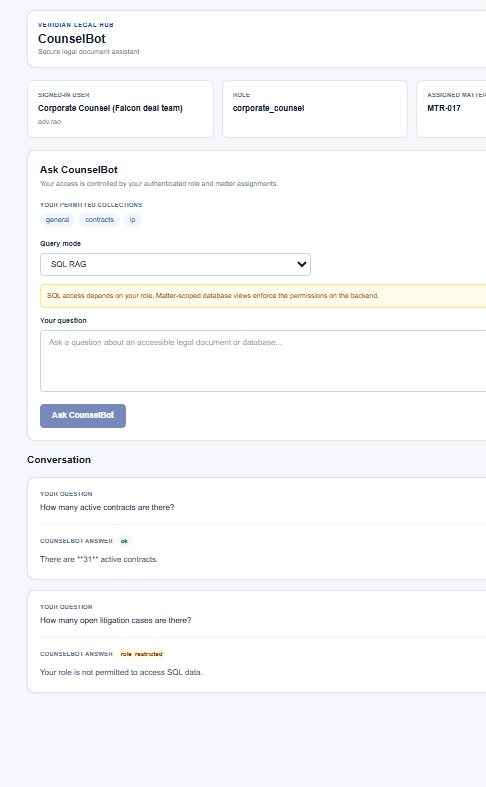 VERIDIAN LEGAL HUB
CounselBot
Secure legal document assistant
SIGNED-IN USER
Corporate Counsel (Falcon deal team)
adv.rao
ROLE
corporate_counsel
ASSIGNED MATTER
MTR-017
Ask CounselBot
Your access is controlled by your authenticated role and matter assignments.
YOUR PERMITTED COLLECTIONS
general contracts ip
Query mode
SQL RAG
SQL access depends on your role. Matter-scoped database views enforce the permissions on the backend.
Your question
Ask a question about an accessible legal document or database...
Ask CounselBot
Conversation
YOUR QUESTION
How many active contracts are there?
COUNSELBOT ANSWER ok
There are **31** active contracts.
YOUR QUESTION
How many open litigation cases are there?
COUNSELBOT ANSWER role_restricted
Your role is not permitted to access SQL data.